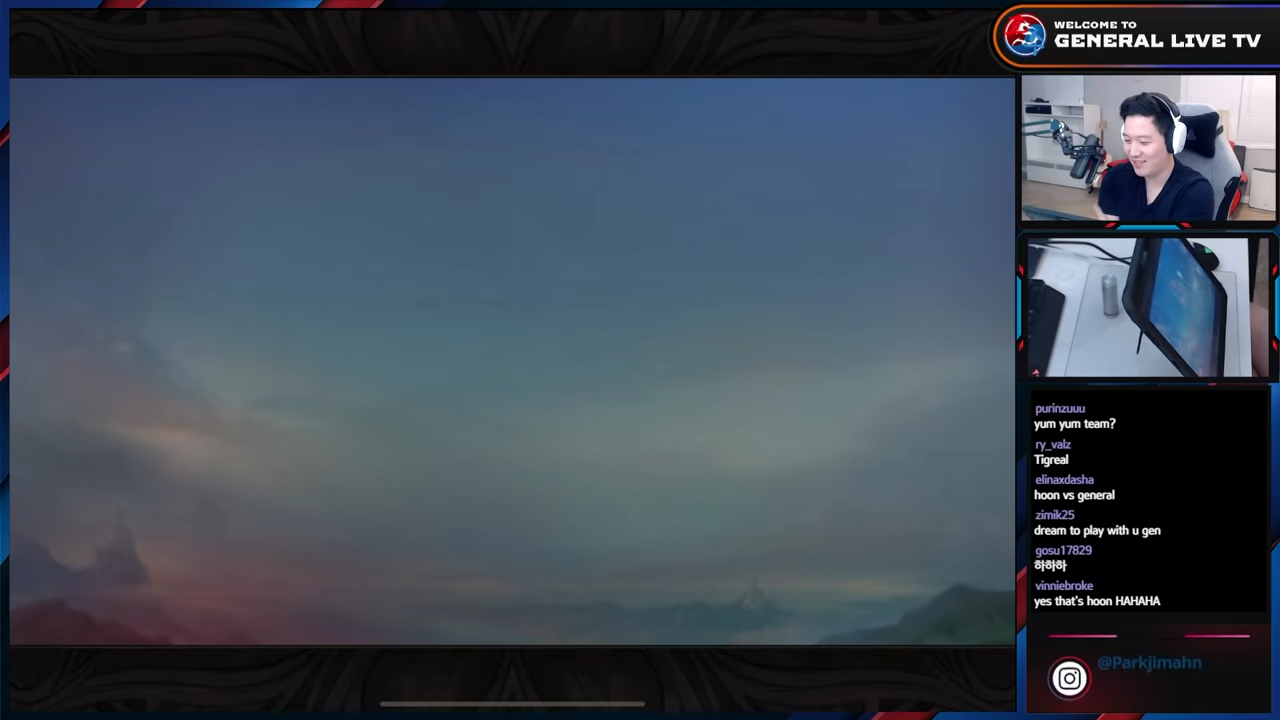 WELCOME TO
GENERAL LIVE TV
purinzuuu
yum yum team?
ry_valz
Tigreal
elinaxdasha
hoon vs general
zimik25
dream to play with u gen
gosu17829
하하하
vinniebroke
yes that's hoon HAHAHA
@Parkjimahn